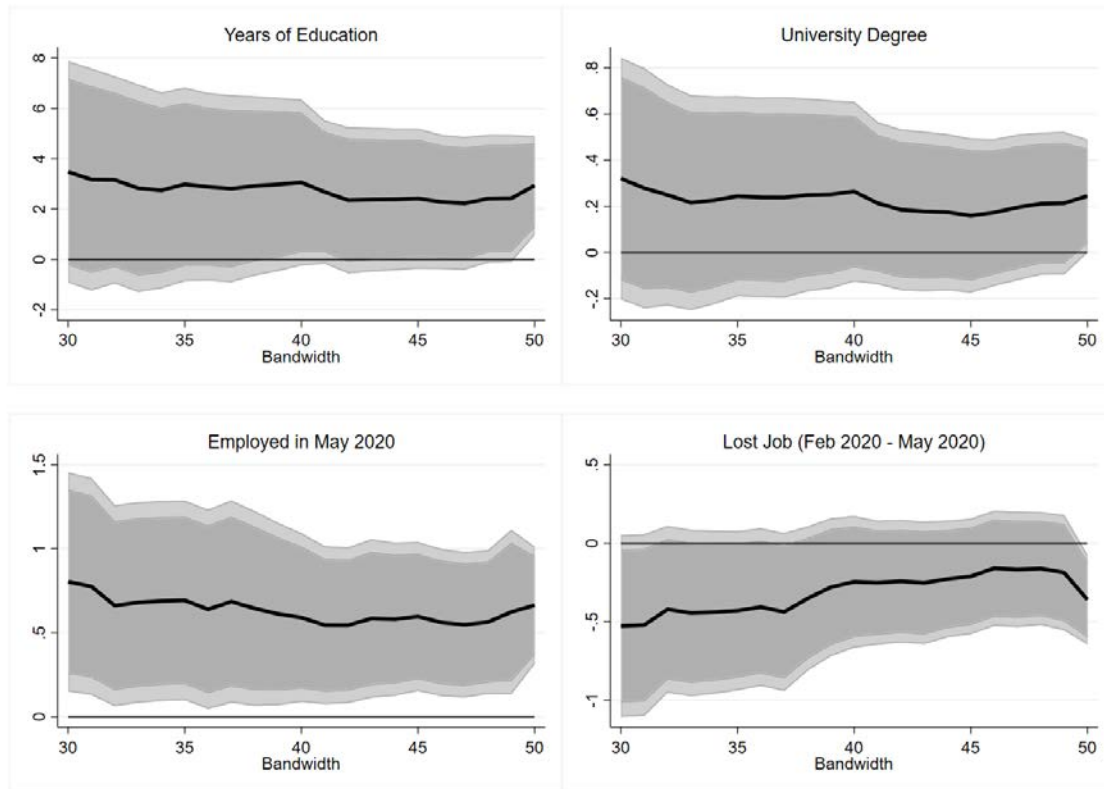 Years of Education
8
6
4
2
0
-2
30 35 40 45 50
Bandwidth
University Degree
.8
.6
.4
.2
0
-.2
30 35 40 45 50
Bandwidth
Employed in May 2020
1.5
1
.5
0
30 35 40 45 50
Bandwidth
Lost Job (Feb 2020 - May 2020)
.5
0
-.5
-1
30 35 40 45 50
Bandwidth